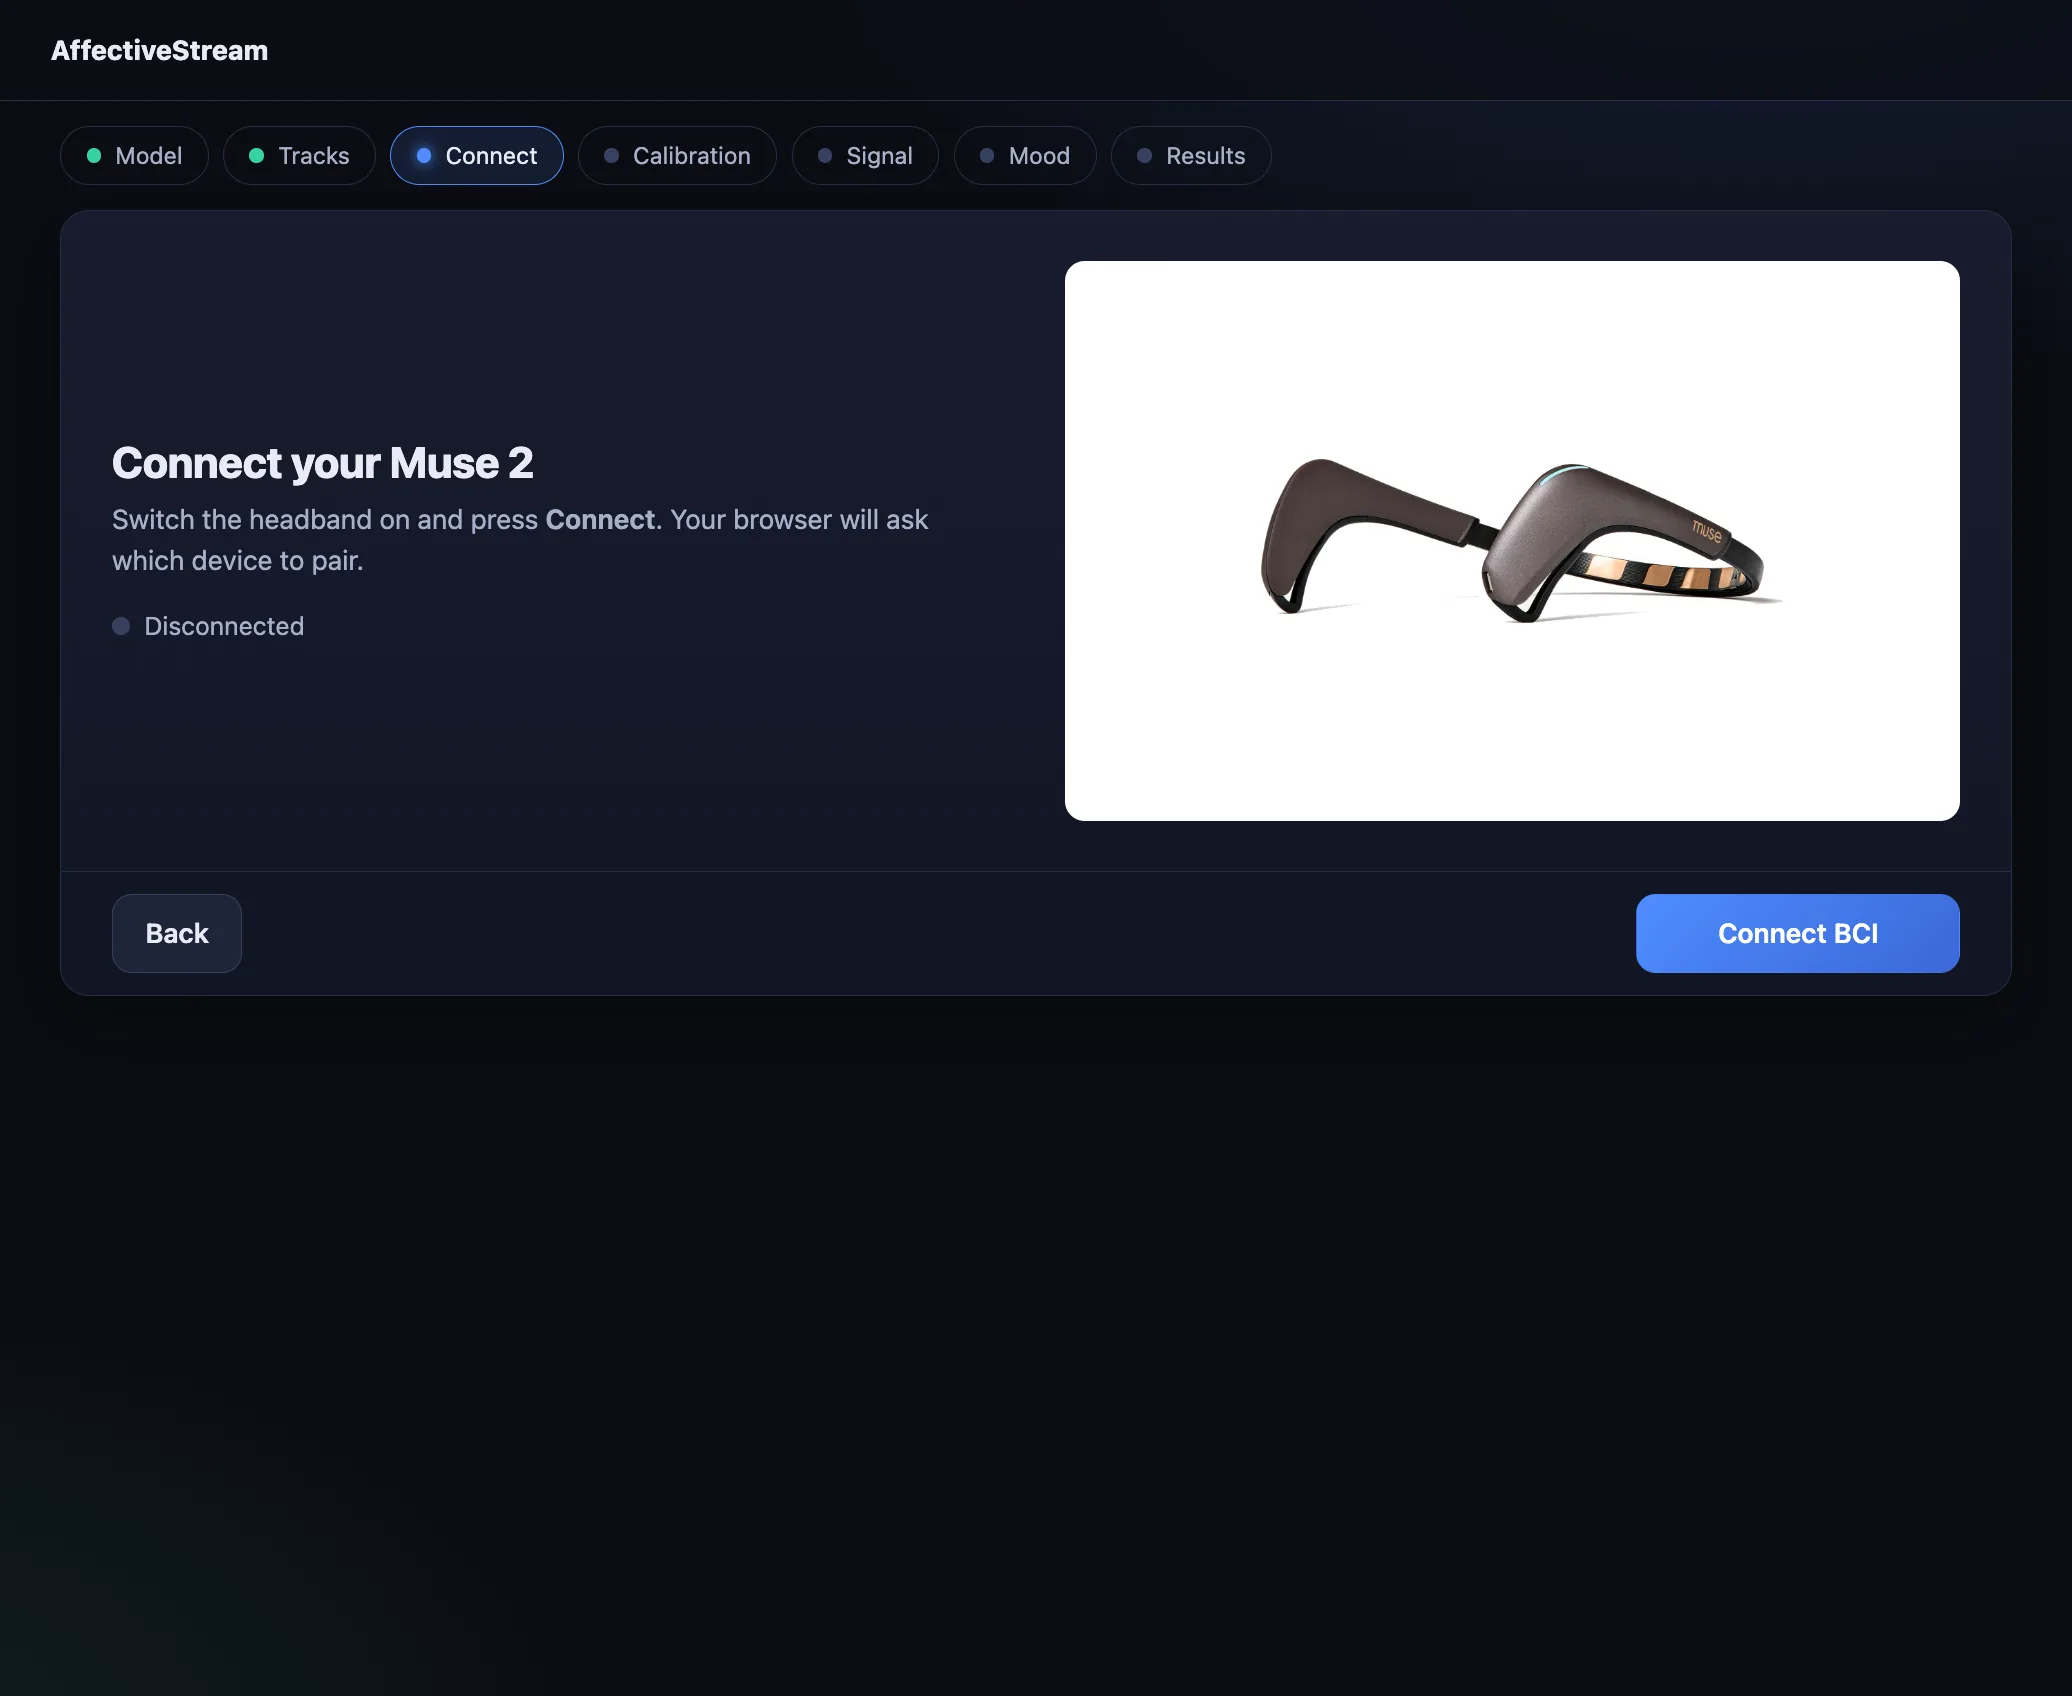 AffectiveStream
Model
Tracks
Connect
Calibration
Signal
Mood
Results
Connect your Muse 2
Switch the headband on and press Connect. Your browser will ask
which device to pair.
Disconnected
muse
Back
Connect BCI